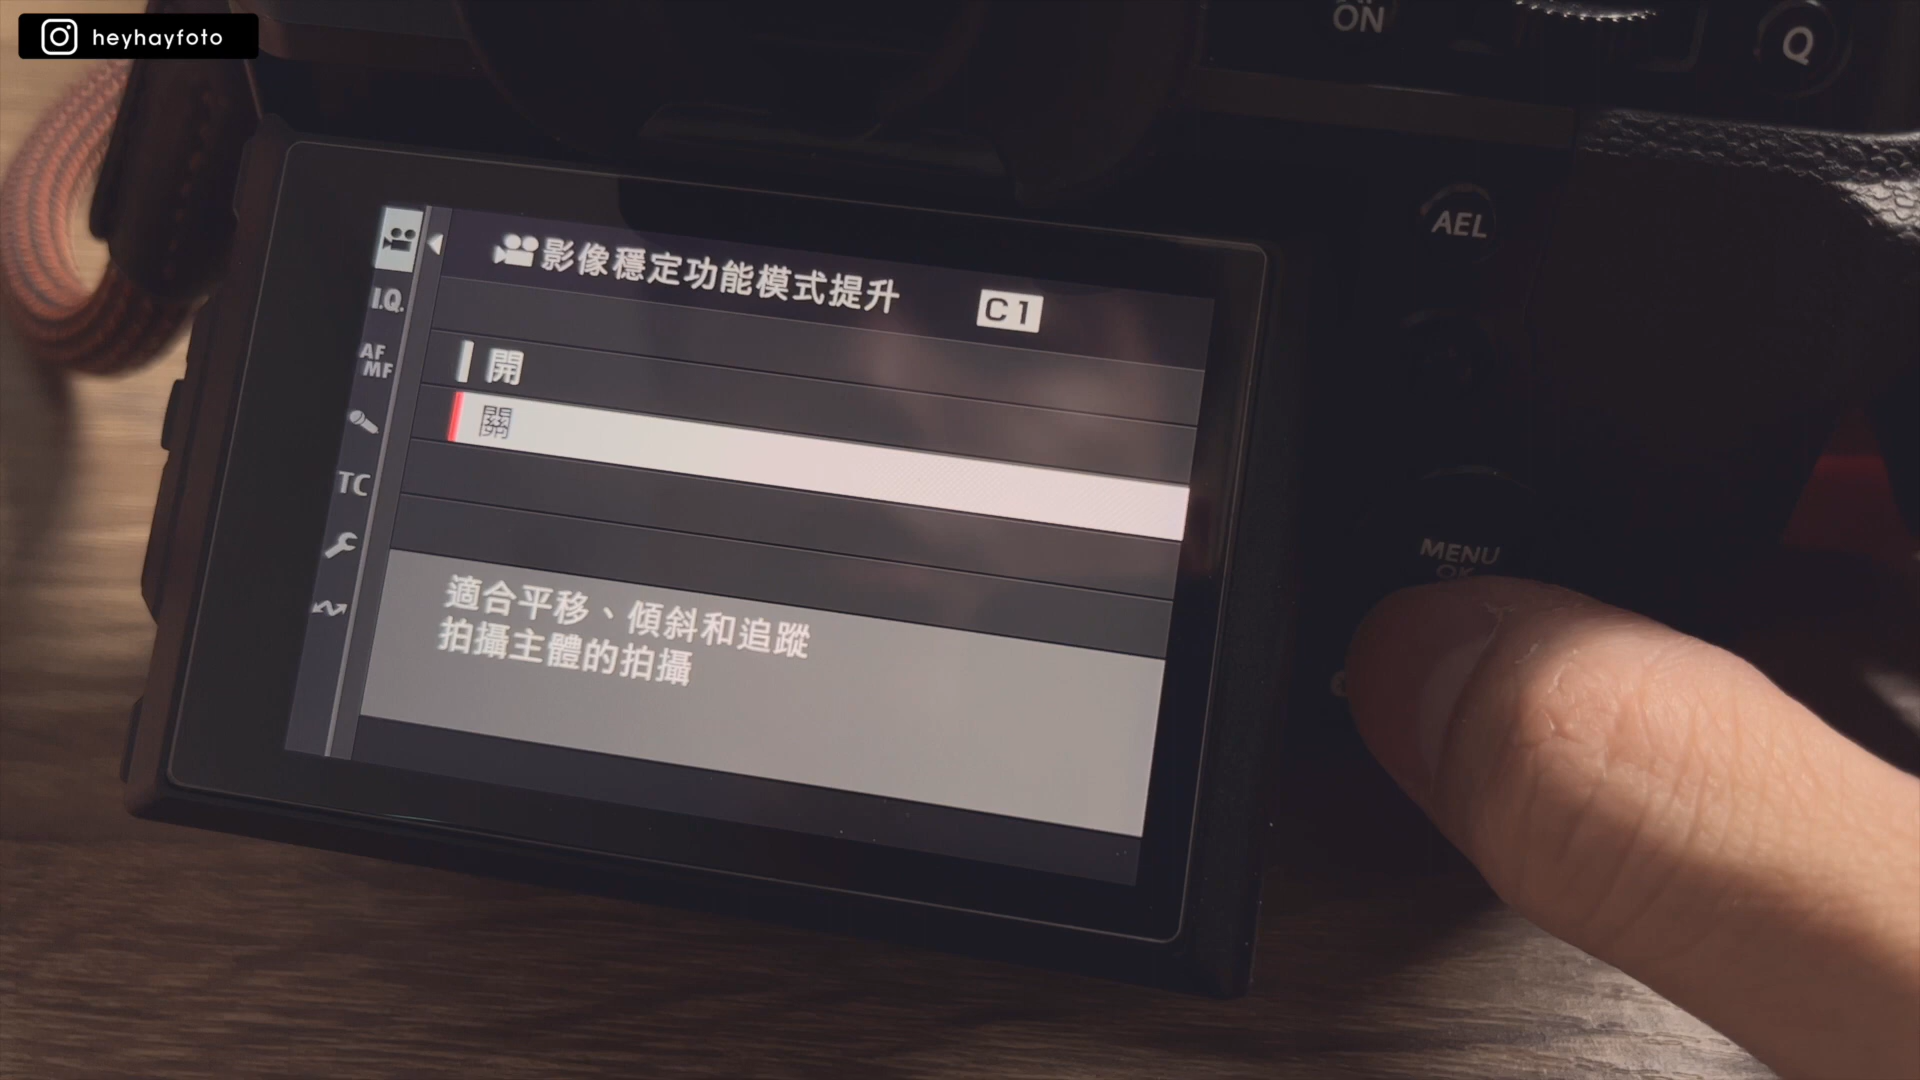 heyhayfoto
ON
Q
AEL
影像穩定功能模式提升 C1
I.Q.
開
AF
MF
關
TC
MENU
OK
適合平移、傾斜和追蹤
拍攝主體的拍攝